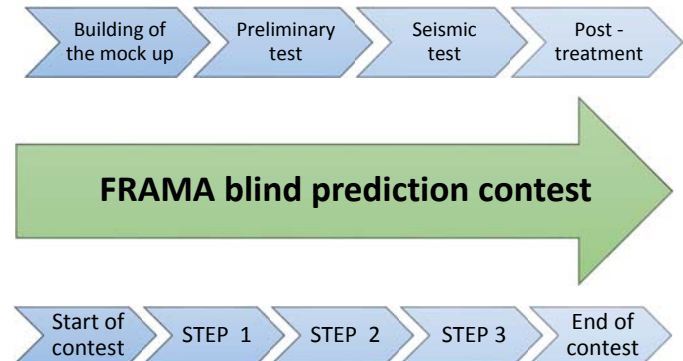 Building of
the mock up
Preliminary
test
Seismic
test
Post -
treatment
FRAMA blind prediction contest
Start of
contest
STEP 1
STEP 2
STEP 3
End of
contest